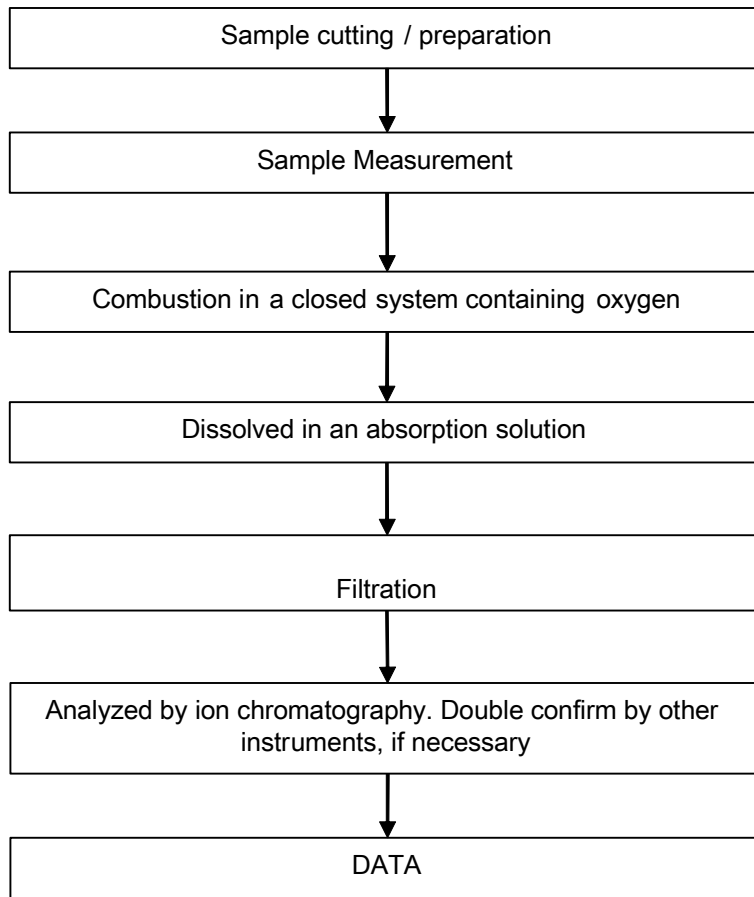 Sample cutting / preparation
Sample Measurement
Combustion in a closed system containing oxygen
Dissolved in an absorption solution
Filtration
Analyzed by ion chromatography. Double confirm by other
instruments, if necessary
DATA